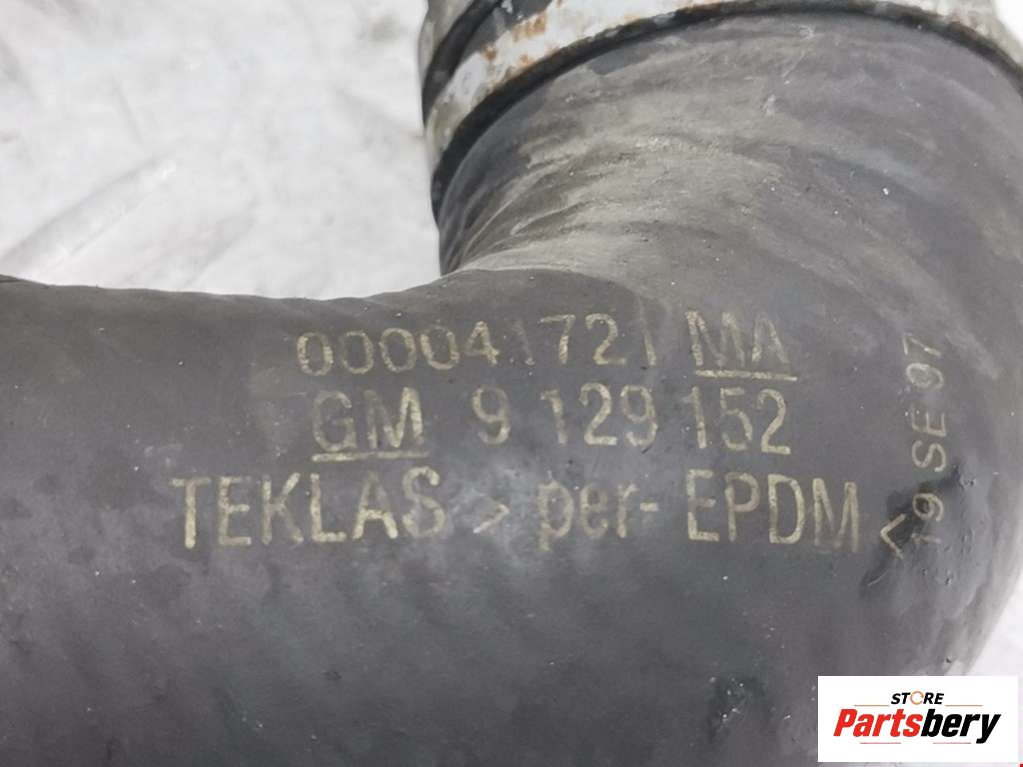 000041721 MA
GM 9 129 152
TEKLAS > per- EPDM <
19 SE 97
STORE
Partsbery